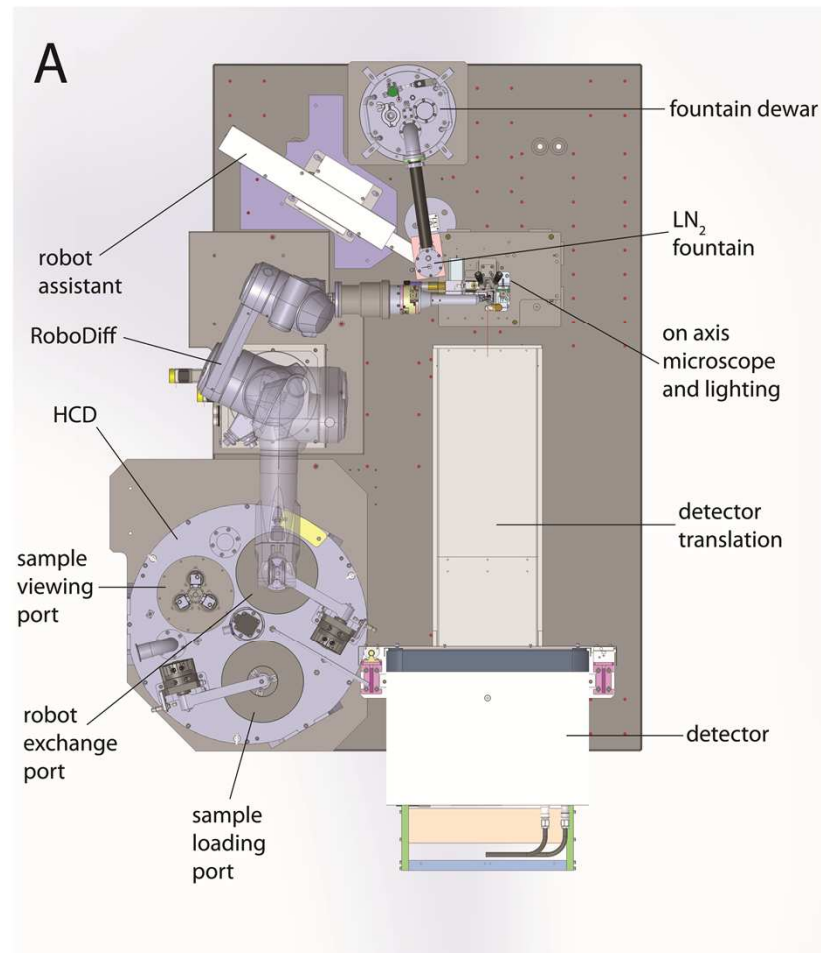 A
fountain dewar
LN₂
fountain
robot
assistant
RoboDiff
on axis
microscope
and lighting
HCD
detector
translation
sample
viewing
port
robot
exchange
port
detector
sample
loading
port